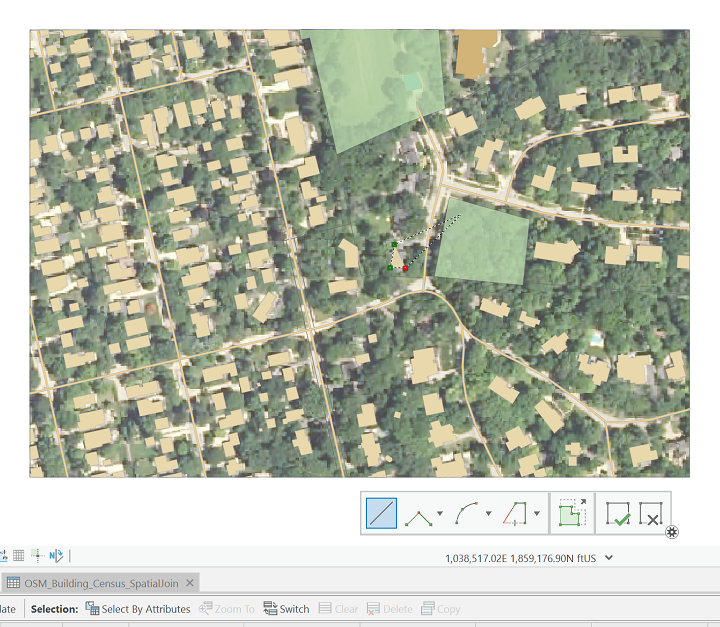 N
1,038,517.02E 1,859,176.90N ftUS
OSM_Building_Census_SpatialJoin
Selection: Select By Attributes Zoom To Switch Clear Delete Copy